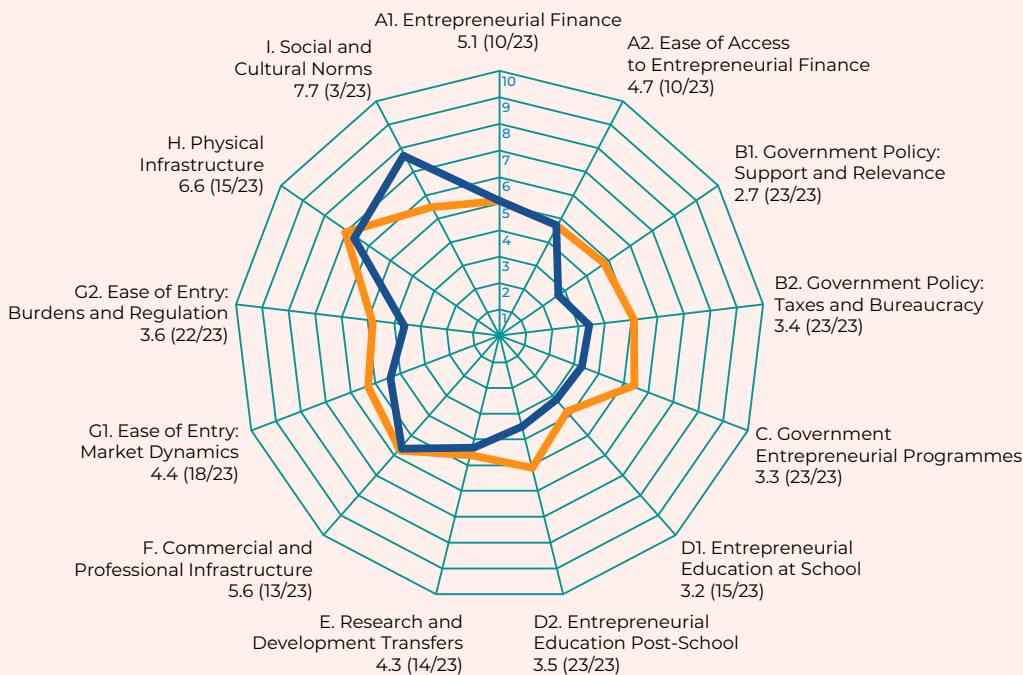 A1. Entrepreneurial Finance
5.1 (10/23)
A2. Ease of Access
to Entrepreneurial Finance
4.7 (10/23)
B1. Government Policy:
Support and Relevance
2.7 (23/23)
B2. Government Policy:
Taxes and Bureaucracy
3.4 (23/23)
C. Government
Entrepreneurial Programmes
3.3 (23/23)
D1. Entrepreneurial
Education at School
3.2 (15/23)
D2. Entrepreneurial
Education Post-School
3.5 (23/23)
E. Research and
Development Transfers
4.3 (14/23)
F. Commercial and
Professional Infrastructure
5.6 (13/23)
G1. Ease of Entry:
Market Dynamics
4.4 (18/23)
G2. Ease of Entry:
Burdens and Regulation
3.6 (22/23)
H. Physical
Infrastructure
6.6 (15/23)
I. Social and
Cultural Norms
7.7 (3/23)
10
9
8
7
6
5
4
3
2
1